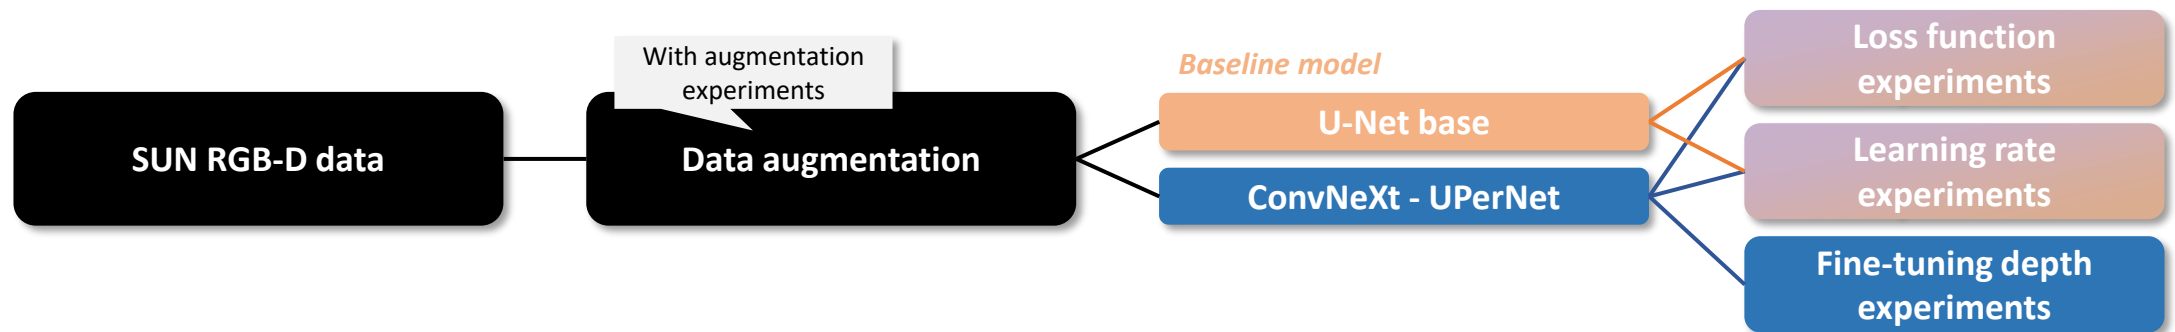 SUN RGB-D data
With augmentation
experiments
Data augmentation
Baseline model
U-Net base
ConvNeXt - UPerNet
Loss function
experiments
Learning rate
experiments
Fine-tuning depth
experiments